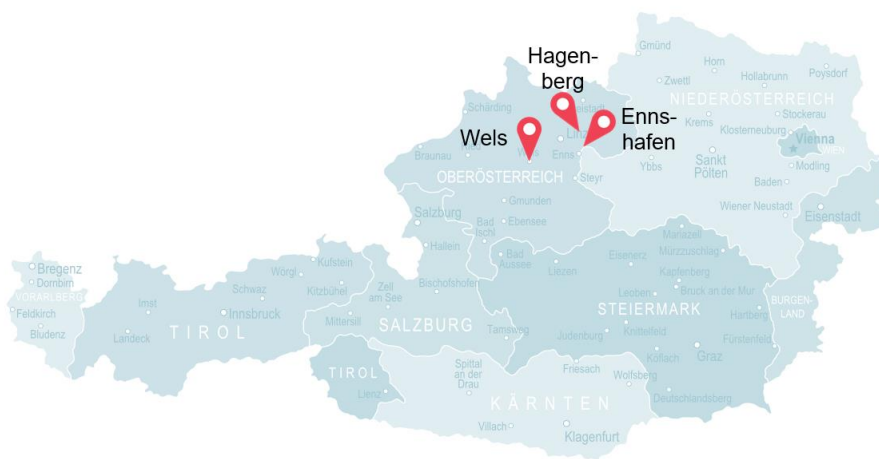 Gmünd
Horn
Poysdorf
Hollabrunn
Zwettl
NIEDERÖSTERREICH
Hagen-
berg
Schärding
Stockerau
Krems
Klosterneuburg
Enns-
hafen
Linz
Wels
Vienna
WIEN
Braunau
Enns
Sankt
Pölten
Ybbs
Modling
OBERÖSTERREICH
Steyr
Baden
Gmunden
Wiener Neustadt
Salzburg
Eisenstadt
Ebensee
Bad
Ischl
Mariazell
Hallein
Mürzzuschlag
Bad
Aussee
Eisenerz
Liezen
Kufstein
Bregenz
Wörgl
Kapfenberg
Dornbirn
Zell
am See
Bischofshofen
Kitzbühel
Bruck an der Mur
VORARLBERG
Schwaz
Leoben
BURGEN-
LAND
STEIERMARK
Imst
Innsbruck
Hartberg
Feldkirch
Mittersill
SALZBURG
Knittelfeld
Bludenz
Landeck
TIROL
Tamsweg
Judenburg
Fürstenfeld
Köflach
Graz
Spittal
an der
Drau
Friesach
TIROL
Wolfsberg
Lienz
Deutschlandsberg
KÄRNTEN
Villach
Klagenfurt